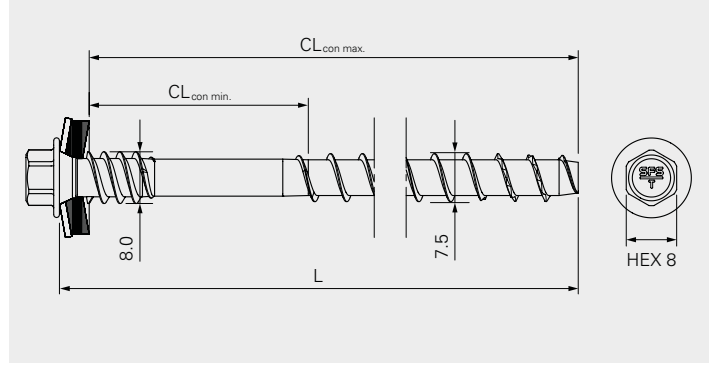 CLcon max.
CLcon min.
8.0
7.5
SFS
T
HEX 8
L